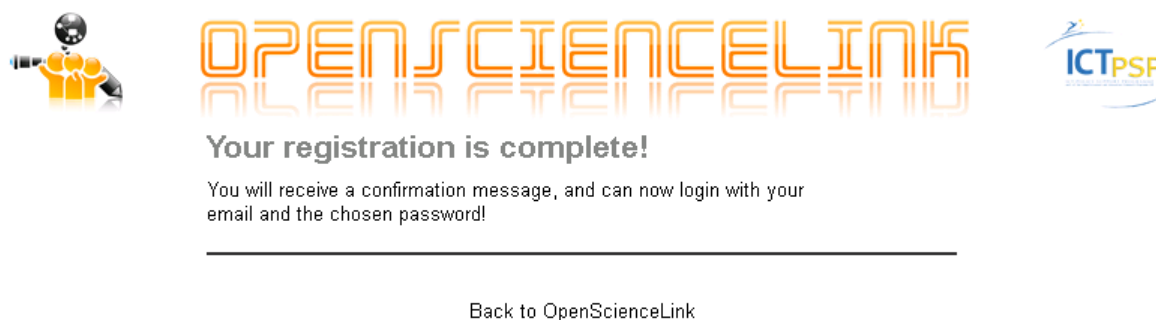 OPENSCIENCELINK
ICTPSP
Your registration is complete!
You will receive a confirmation message, and can now login with your
email and the chosen password!
Back to OpenScienceLink